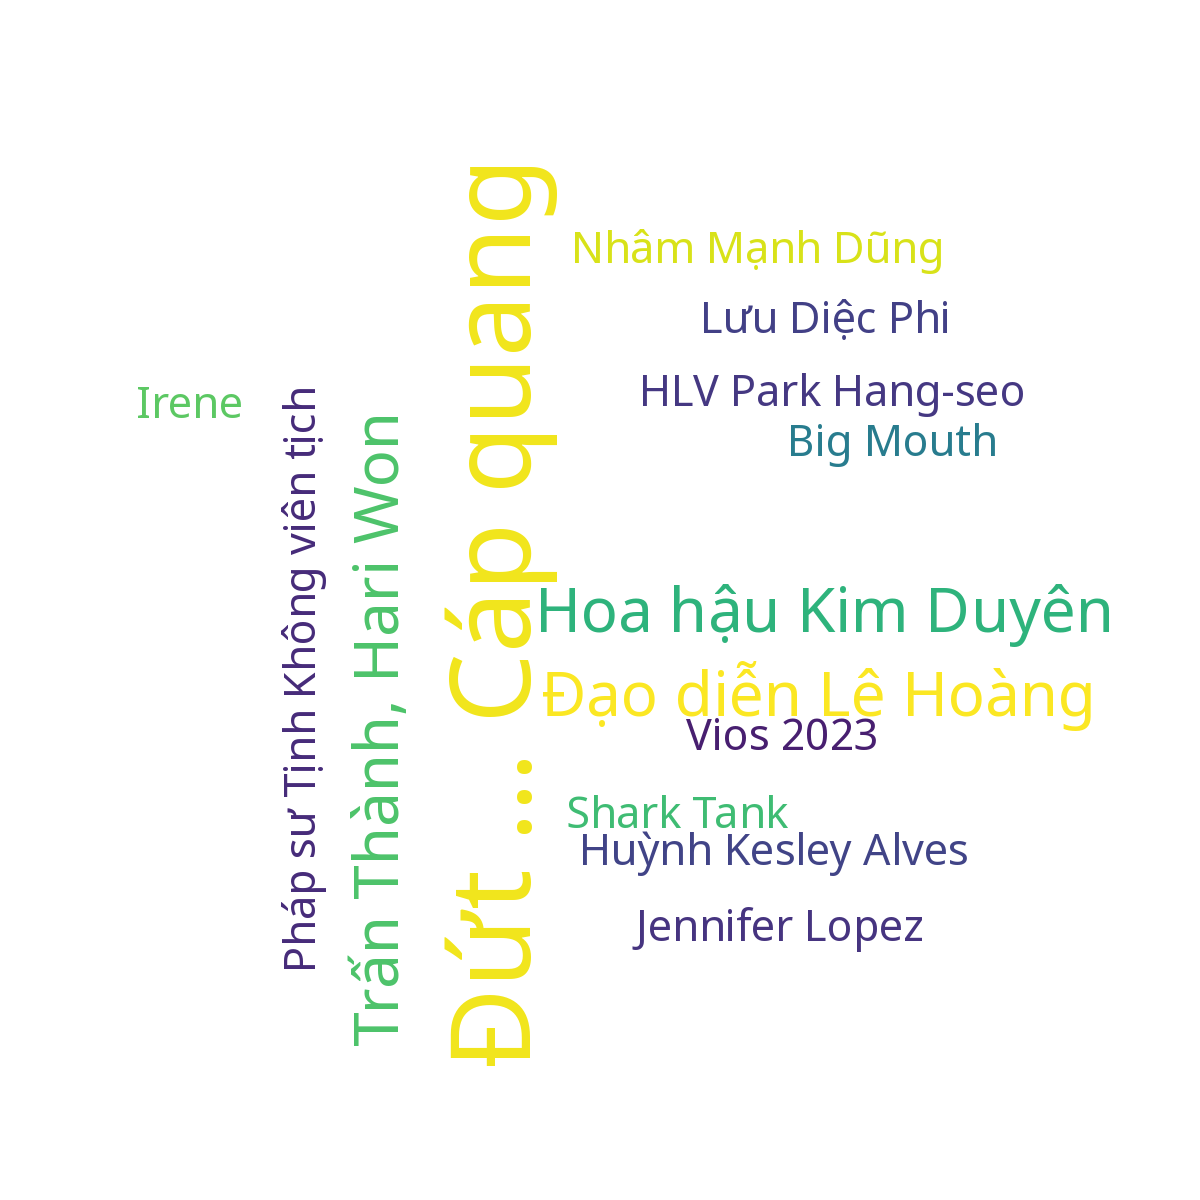 Irene
Pháp sư Tịnh Không viên tịch
Trấn Thành, Hari Won
Đứt ... Cáp quang
Nhâm Mạnh Dũng
Lưu Diệc Phi
HLV Park Hang-seo
Big Mouth
Hoa hậu Kim Duyên
Đạo diễn Lê Hoàng
Vios 2023
Shark Tank
Huỳnh Kesley Alves
Jennifer Lopez